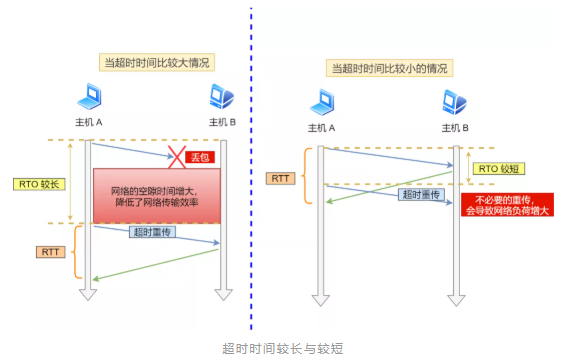 当超时时间比较大情况
主机 A
主机 B
丢包
RTO 较长
网络的空隙时间增大,
降低了网络传输效率
超时重传
RTT
当超时时间比较小的情况
主机 A
主机 B
RTT
RTO 较短
超时重传
不必要的重传,
会导致网络负荷增大
超时时间较长与较短